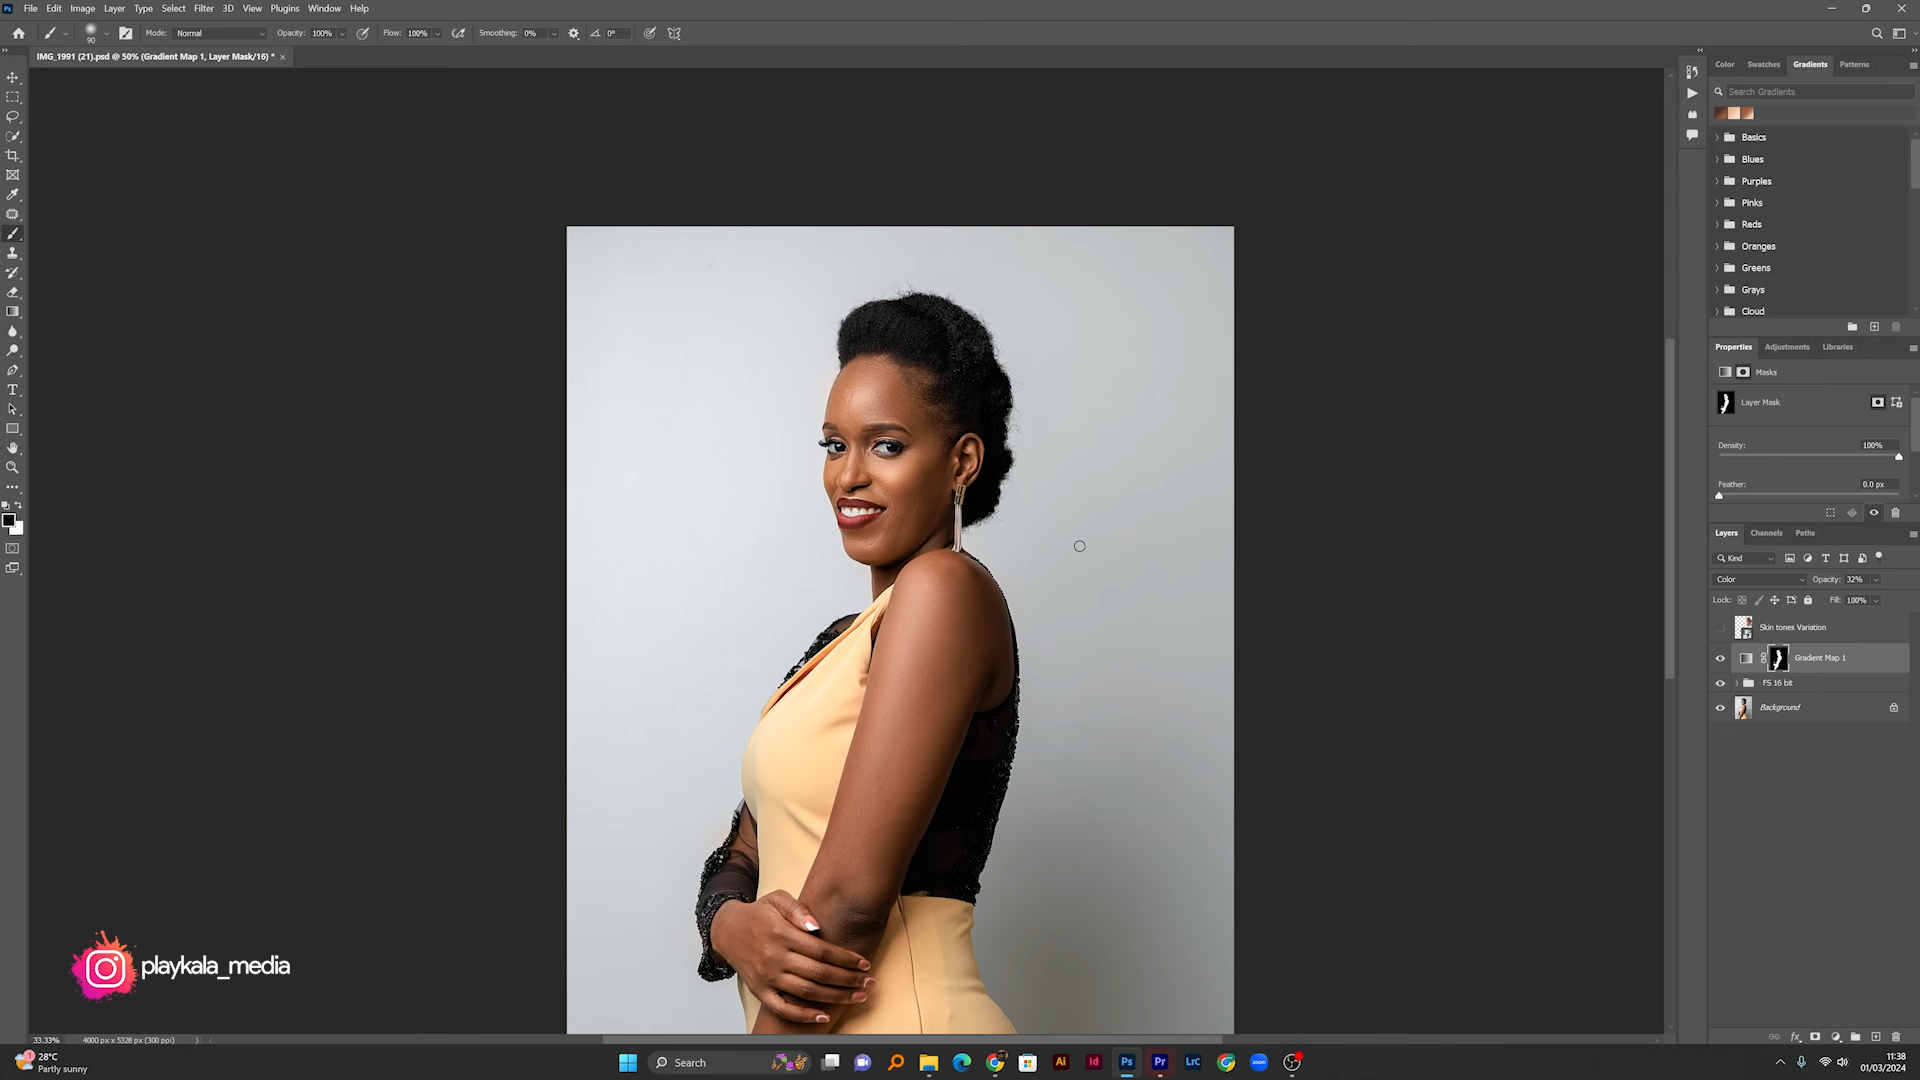 File Edit Image Layer Type Select Filter 3D View Plugins Window Help
90 Mode: Normal Opacity: 100% Flow: 100% Smoothing: 0% 0°
IMG_1991 (21).psd @ 50% (Gradient Map 1, Layer Mask/16) * ×
Color Swatches Gradients Patterns
Search Gradients
Basics
Blues
Purples
Pinks
Reds
Oranges
Greens
Grays
Cloud
Properties Adjustments Libraries
Masks
Layer Mask
Density: 100%
Feather: 0.0 px
Layers Channels Paths
Kind
Color Opacity: 32%
Lock: Fill: 100%
Skin tones Variation
Gradient Map 1
FS 16 bit
Background
playkala_media
33.33% 4000 px x 5328 px (300 ppi)
1 28°C
Partly sunny
Search
Ai Id Ps Pr LrC zoom
11:38
01/03/2024